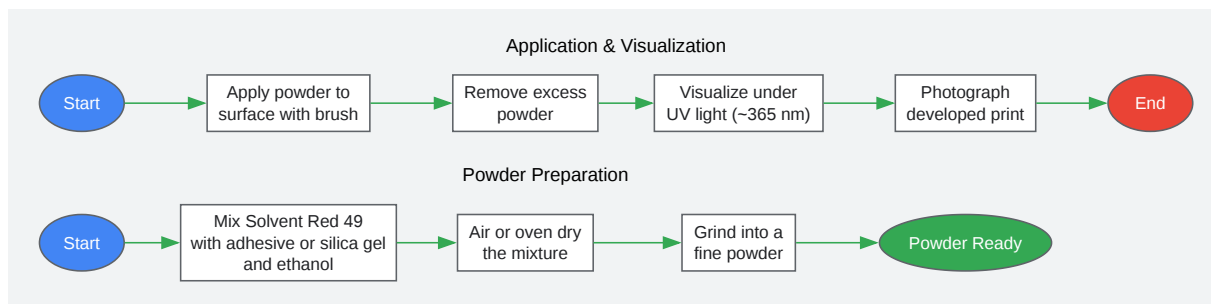 Application & Visualization
Start
Apply powder to
surface with brush
Remove excess
powder
Visualize under
UV light (~365 nm)
Photograph
developed print
End
Powder Preparation
Start
Mix Solvent Red 49
with adhesive or silica gel
and ethanol
Air or oven dry
the mixture
Grind into a
fine powder
Powder Ready